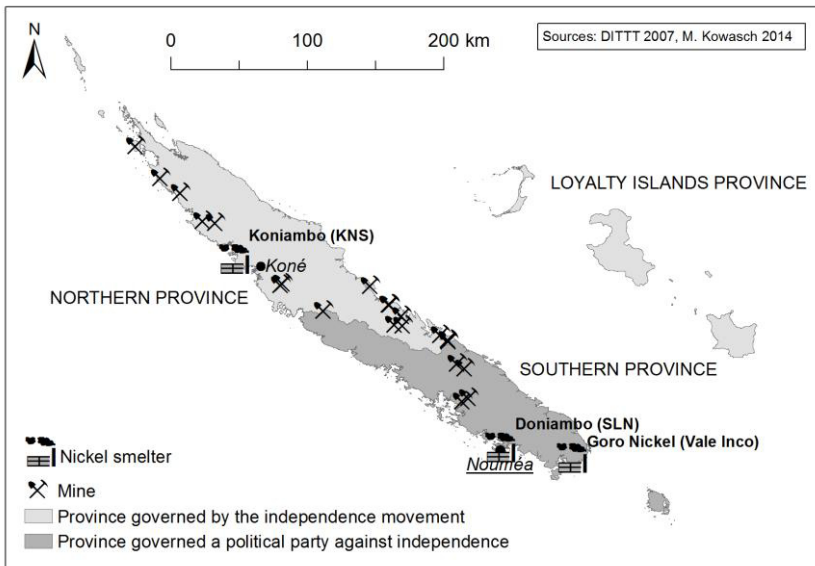 N
0 100 200 km
Sources: DITTT 2007, M. Kowasch 2014
LOYALTY ISLANDS PROVINCE
Koniambo (KNS)
Koné
NORTHERN PROVINCE
SOUTHERN PROVINCE
Doniambo (SLN)
Goro Nickel (Vale Inco)
Nouméa
Nickel smelter
Mine
Province governed by the independence movement
Province governed a political party against independence